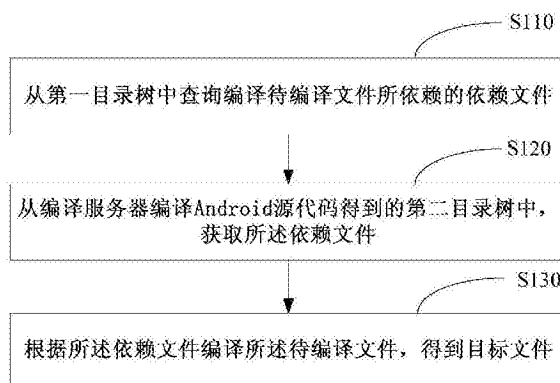 S110
从第一目录树中查询编译待编译文件所依赖的依赖文件
S120
从编译服务器编译Android源代码得到的第二目录树中，
获取所述依赖文件
S130
根据所述依赖文件编译所述待编译文件，得到目标文件